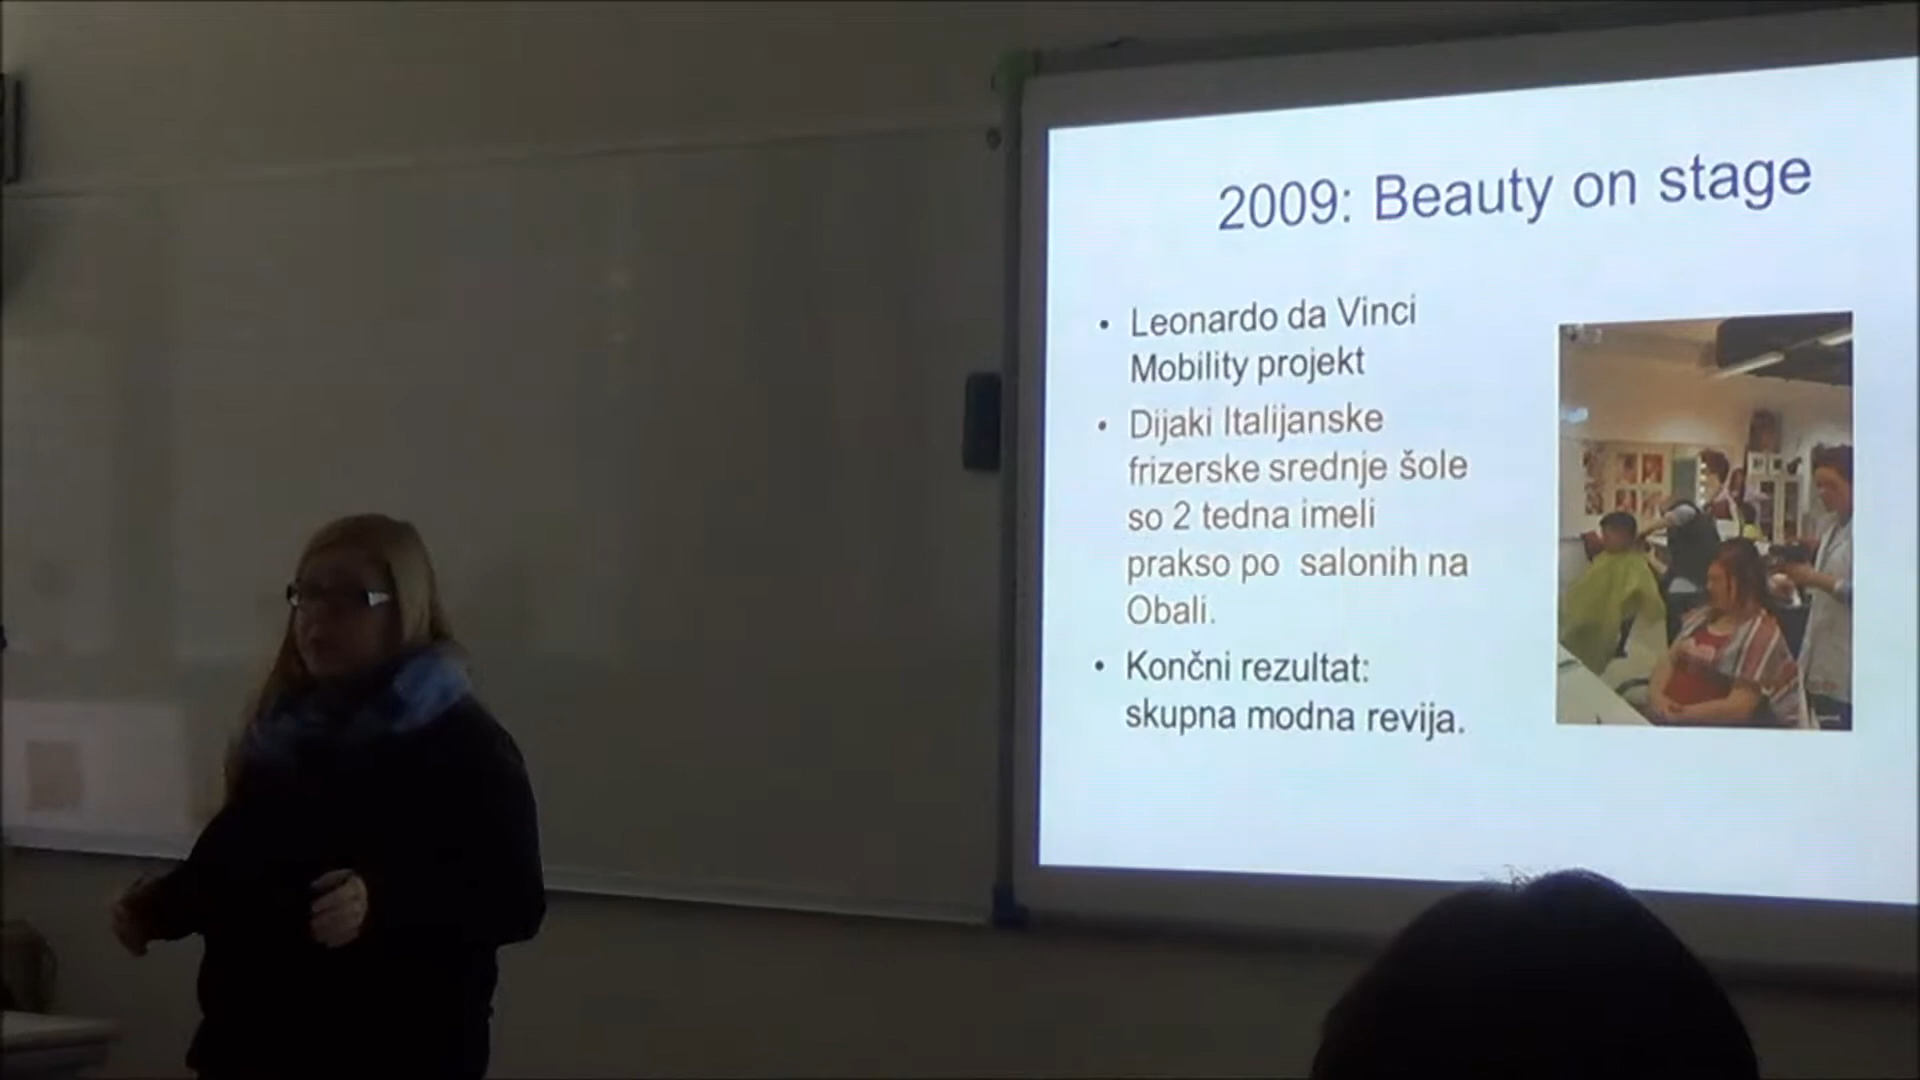 2009: Beauty on stage
• Leonardo da Vinci
Mobility projekt
• Dijaki Italijanske
frizerske srednje šole
so 2 tedna imeli
prakso po salonih na
Obali.
• Končni rezultat:
skupna modna revija.